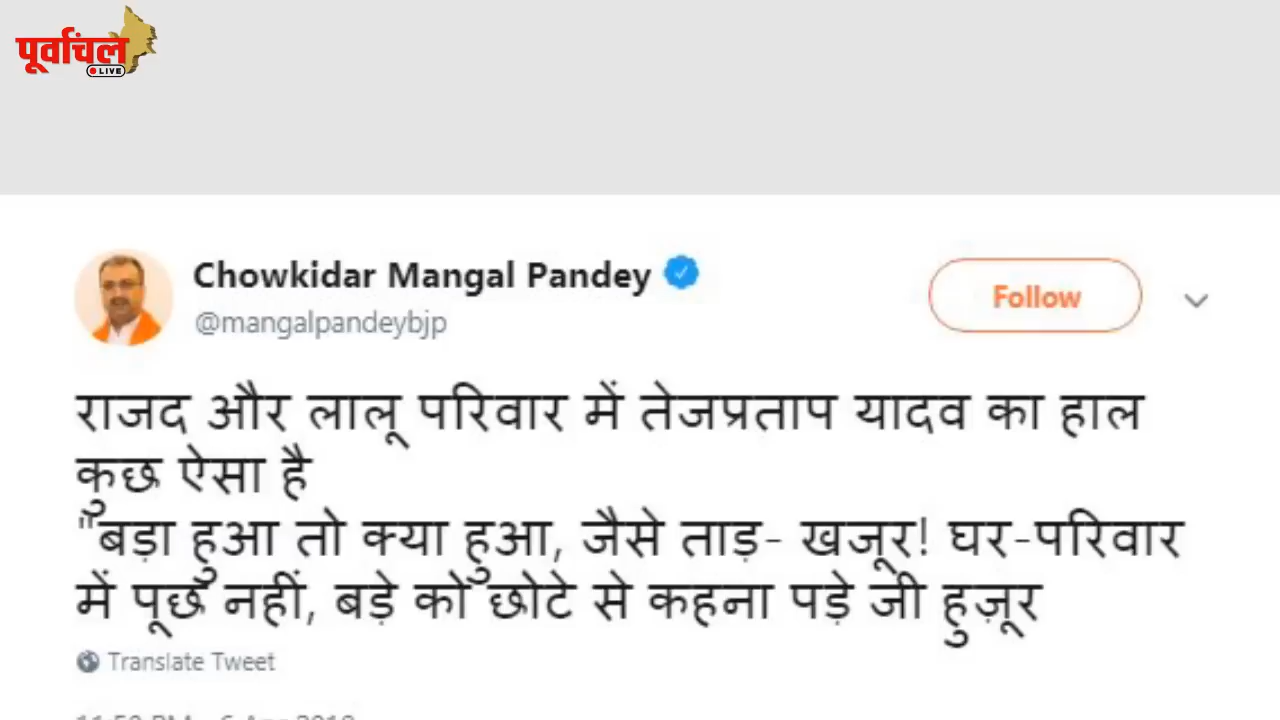 पूर्वांचल
LIVE
Chowkidar Mangal Pandey
Follow
@mangalpandeybjp
राजद और लालू परिवार में तेजप्रताप यादव का हाल
कुछ ऐसा है
"बड़ा हुआ तो क्या हुआ, जैसे ताड़- खजूर! घर-परिवार
में पूछ नहीं, बड़े को छोटे से कहना पड़े जी हुज़ूर
Translate Tweet